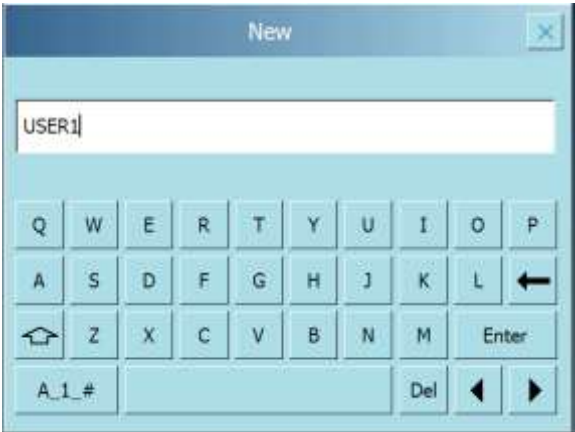 New
USER1
Q W E R T Y U I O P
A S D F G H J K L
Z X C V B N M Enter
A_1_# Del